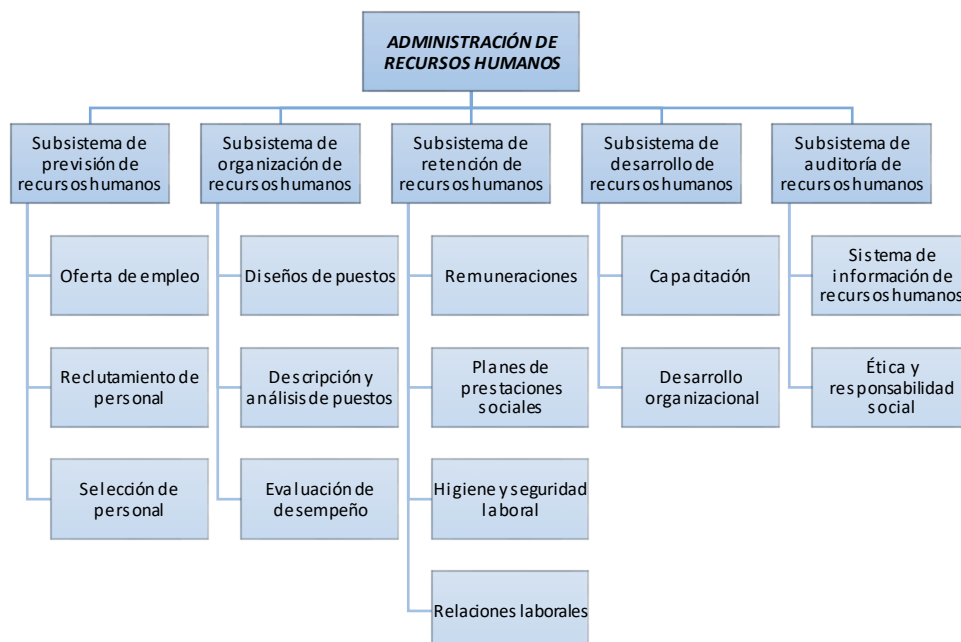 ADMINISTRACIÓN DE
RECURSOS HUMANOS
Subsistema de
previsión de
recursos humanos
Oferta de empleo
Reclutamiento de
personal
Selección de
personal
Subsistema de
organización de
recursos humanos
Diseños de puestos
Descripción y
análisis de puestos
Evaluación de
desempeño
Subsistema de
retención de
recursos humanos
Remuneraciones
Planes de
prestaciones
sociales
Higiene y seguridad
laboral
Relaciones laborales
Subsistema de
desarrollo de
recursos humanos
Capacitación
Desarrollo
organizacional
Subsistema de
auditoría de
recursos humanos
Sistema de
información de
recursos humanos
Ética y
responsabilidad
social